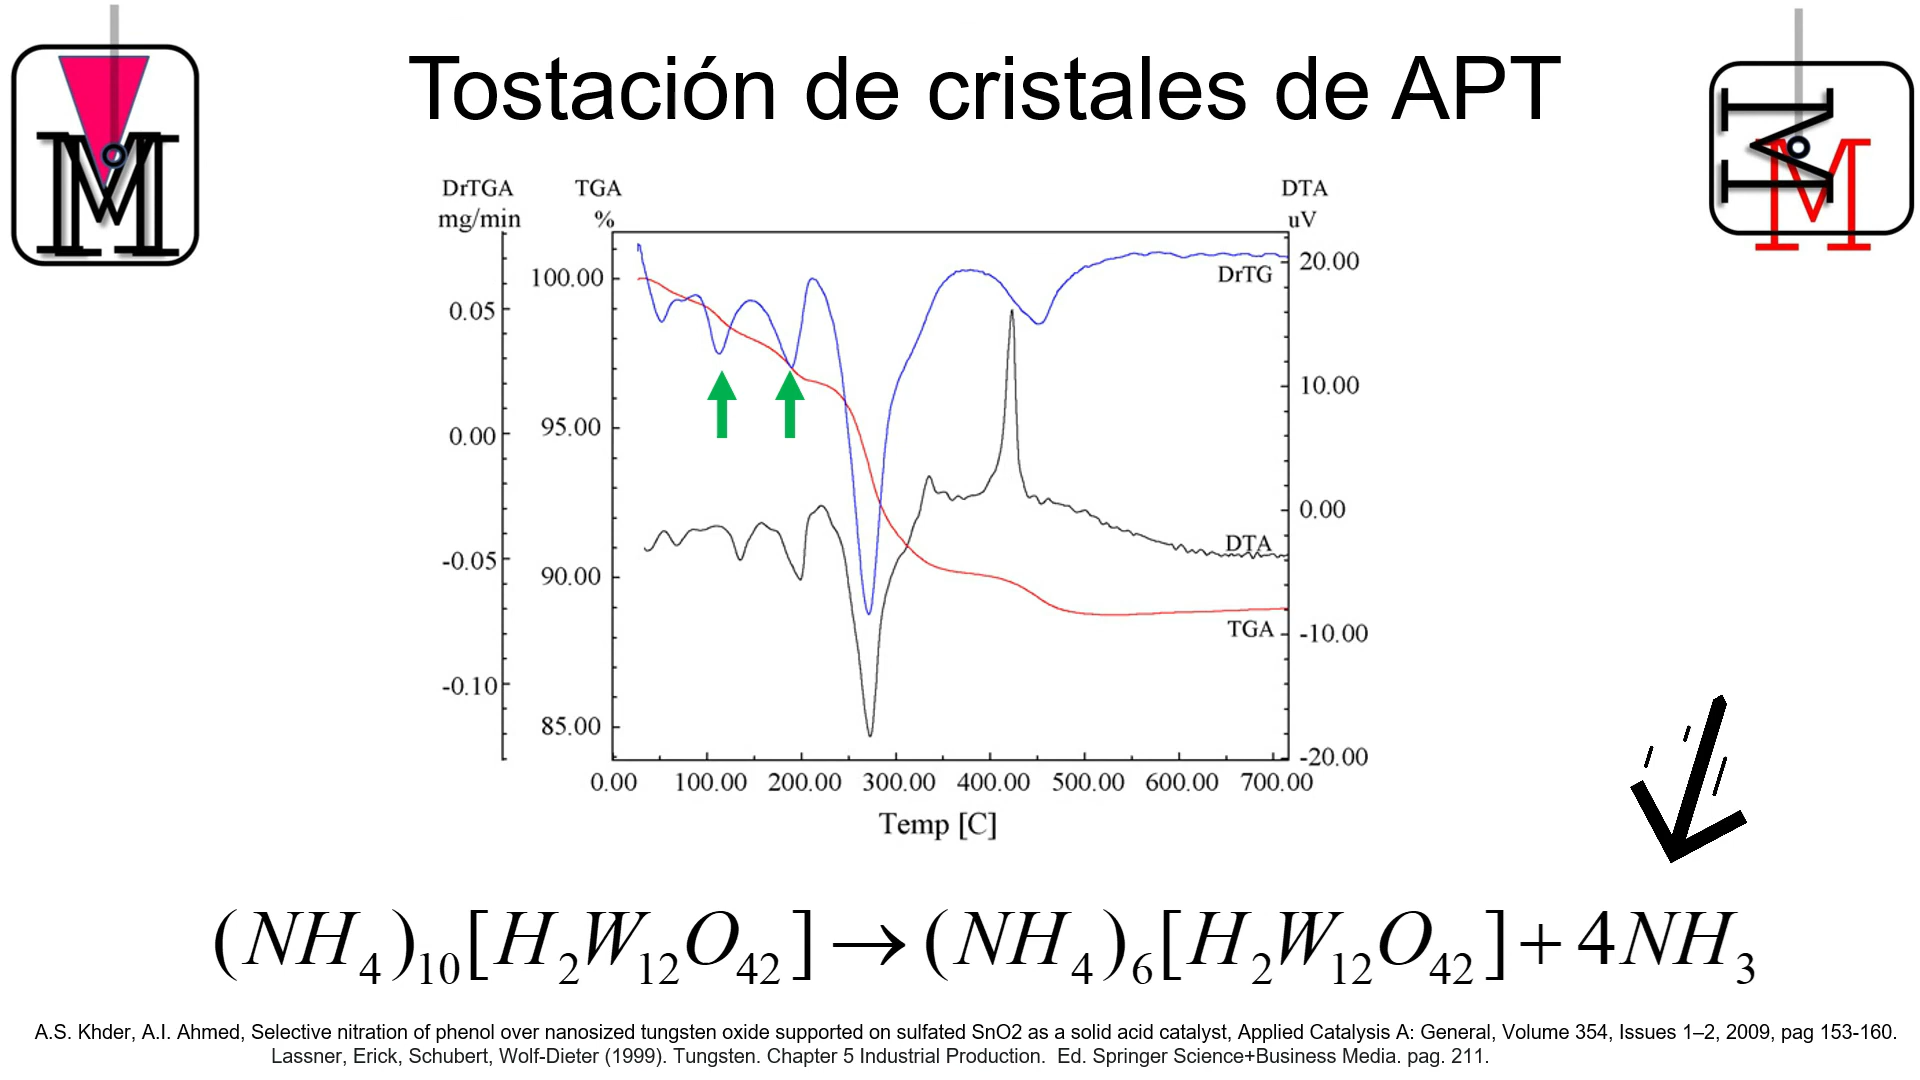 Tostación de cristales de APT
M
M
M
DrTGA TGA DTA
mg/min % uV
100.00 20.00
DrTG
0.05
10.00
0.00 95.00
0.00
DTA
-0.05 90.00
TGA -10.00
-0.10
85.00
-20.00
0.00 100.00 200.00 300.00 400.00 500.00 600.00 700.00
Temp [C]
(NH₄)₁₀[H₂W₁₂O₄₂] → (NH₄)₆[H₂W₁₂O₄₂] + 4NH₃
A.S. Khder, A.I. Ahmed, Selective nitration of phenol over nanosized tungsten oxide supported on sulfated SnO2 as a solid acid catalyst, Applied Catalysis A: General, Volume 354, Issues 1–2, 2009, pag 153-160.
Lassner, Erick, Schubert, Wolf-Dieter (1999). Tungsten. Chapter 5 Industrial Production. Ed. Springer Science+Business Media. pag. 211.